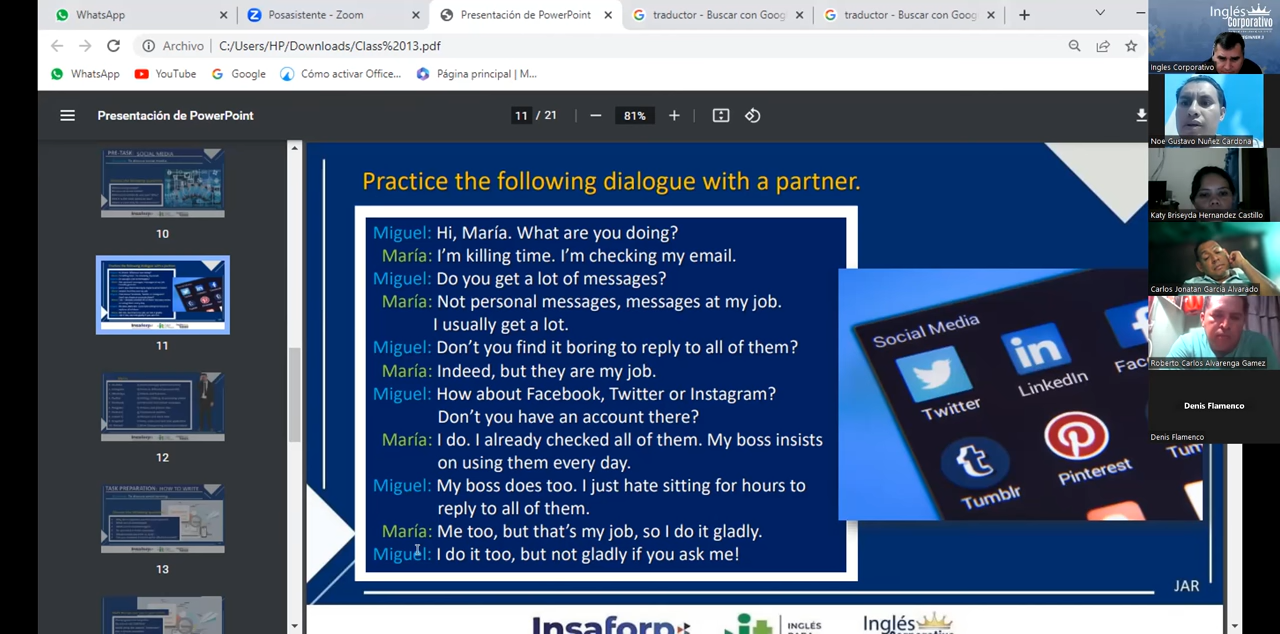 WhatsApp
Posasistente - Zoom
Presentación de PowerPoint
traductor - Buscar con Goog
traductor - Buscar con Goog
Archivo
C:/Users/HP/Downloads/Class%2013.pdf
WhatsApp
YouTube
Google
Cómo activar Office...
Página principal | M...
Presentación de PowerPoint
11 / 21
81%
10
11
12
13
PRE-TASK: SOCIAL MEDIA
Practice the following dialogue with a partner.
Miguel: Hi, María. What are you doing?
María: I'm killing time. I'm checking my email.
Miguel: Do you get a lot of messages?
María: Not personal messages, messages at my job.
I usually get a lot.
Miguel: Don't you find it boring to reply to all of them?
María: Indeed, but they are my job.
Miguel: How about Facebook, Twitter or Instagram?
Don't you have an account there?
María: I do. I already checked all of them. My boss insists
on using them every day.
Miguel: My boss does too. I just hate sitting for hours to
reply to all of them.
María: Me too, but that's my job, so I do it gladly.
Miguel: I do it too, but not gladly if you ask me!
Social Media
Twitter
LinkedIn
Fac
Tumblr
Pinterest
JAR
Insaforp
INGLÉS
Inglés
Inglés
Corporativo
Ingles Corporativo
Noe Gustavo Nuñez Cardona
Katy Briseyda Hernandez Castillo
Carlos Jonatan Garcia Alvarado
Roberto Carlos Alvarenga Gamez
Denis Flamenco
Denis Flamenco